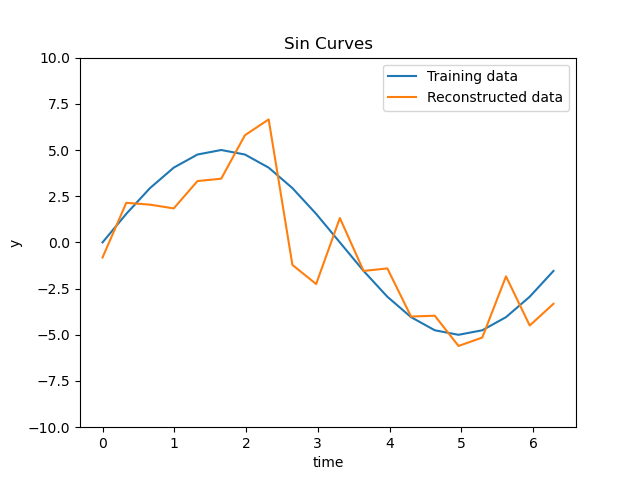 Sin Curves
Training data
Reconstructed data
10.0
7.5
5.0
2.5
0.0
−2.5
−5.0
−7.5
−10.0
y
0 1 2 3 4 5 6
time